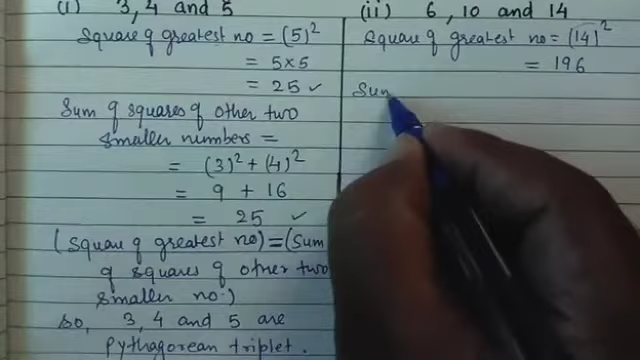 (i) 3, 4 and 5
Square of greatest no = (5)²
= 5×5
= 25 ✓
Sum of squares of other two
smaller numbers =
= (3)² + (4)²
= 9 + 16
= 25 ✓
(Square of greatest no) = (Sum
of squares of other two
smaller no.)
So, 3, 4 and 5 are
Pythagorean triplet.
(ii) 6, 10 and 14
Square of greatest no = (14)²
= 196
Sum